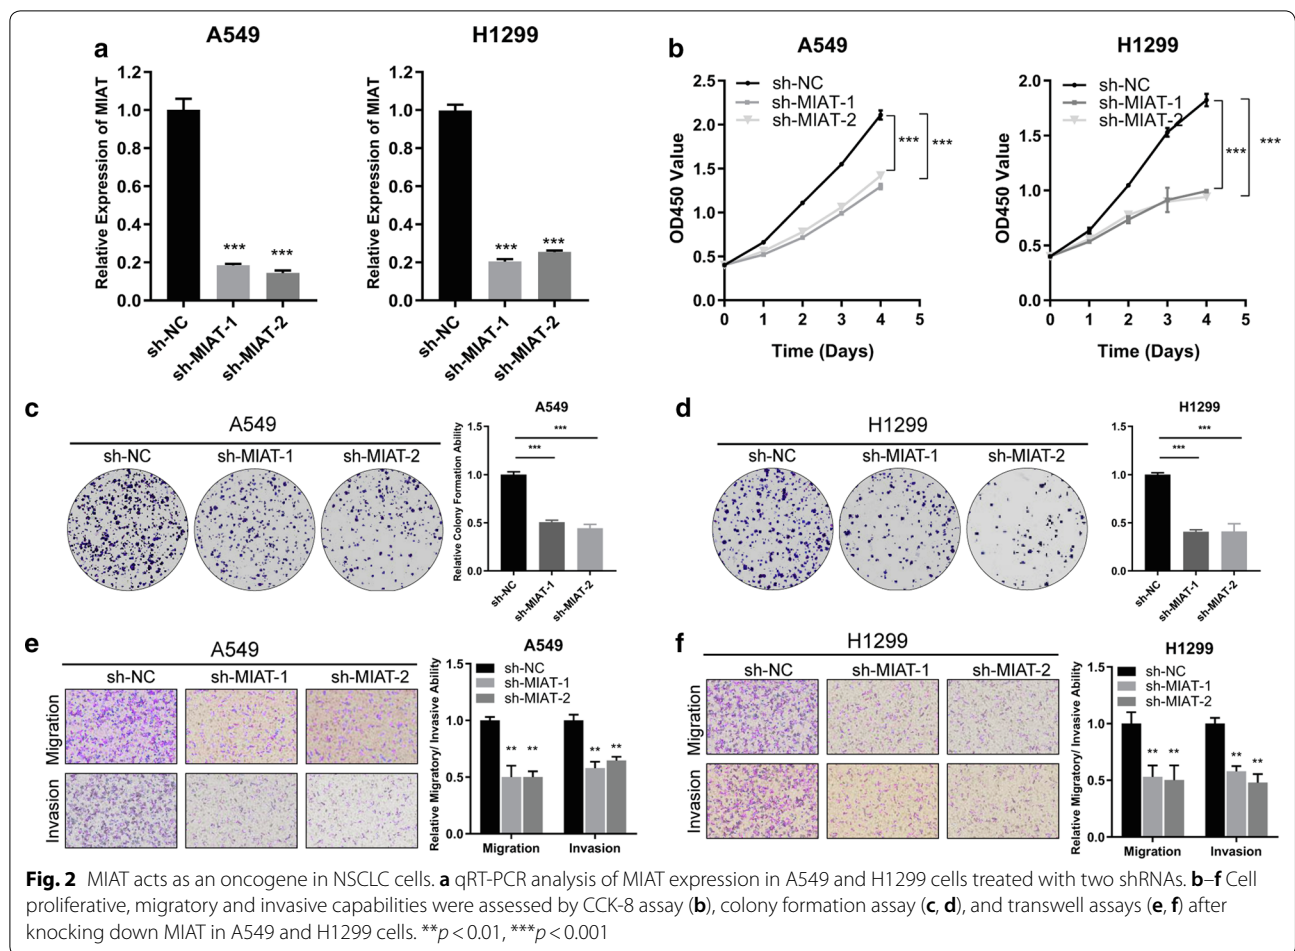 a
A549
Relative Expression of MIAT
1.2
1.0
0.8
0.6
0.4
0.2
0.0
***
***
sh-NC
sh-MIAT-1
sh-MIAT-2
H1299
Relative Expression of MIAT
1.2
1.0
0.8
0.6
0.4
0.2
0.0
***
***
sh-NC
sh-MIAT-1
sh-MIAT-2
b
A549
OD450 Value
2.5
2.0
1.5
1.0
0.5
0.0
sh-NC
sh-MIAT-1
sh-MIAT-2
***
***
0 1 2 3 4 5
Time (Days)
H1299
OD450 Value
2.0
1.5
1.0
0.5
0.0
sh-NC
sh-MIAT-1
sh-MIAT-2
***
***
0 1 2 3 4 5
Time (Days)
c
A549
sh-NC sh-MIAT-1 sh-MIAT-2
A549
Relative Colony Formation Ability
1.5
1.0
0.5
0.0
***
***
sh-NC
sh-MIAT-1
sh-MIAT-2
d
H1299
sh-NC sh-MIAT-1 sh-MIAT-2
H1299
1.5
1.0
0.5
0.0
***
***
sh-NC
sh-MIAT-1
sh-MIAT-2
e
A549
sh-NC sh-MIAT-1 sh-MIAT-2
Migration
Invasion
A549
Relative Migratory/ Invasive Ability
1.5
1.0
0.5
0.0
sh-NC
sh-MIAT-1
sh-MIAT-2
** ** ** **
Migration Invasion
f
H1299
sh-NC sh-MIAT-1 sh-MIAT-2
Migration
Invasion
H1299
Relative Migratory/ Invasive Ability
1.5
1.0
0.5
0.0
sh-NC
sh-MIAT-1
sh-MIAT-2
** ** ** **
Migration Invasion
Fig. 2 MIAT acts as an oncogene in NSCLC cells. a qRT-PCR analysis of MIAT expression in A549 and H1299 cells treated with two shRNAs. b–f Cell
proliferative, migratory and invasive capabilities were assessed by CCK-8 assay (b), colony formation assay (c, d), and transwell assays (e, f) after
knocking down MIAT in A549 and H1299 cells. **p < 0.01, ***p < 0.001